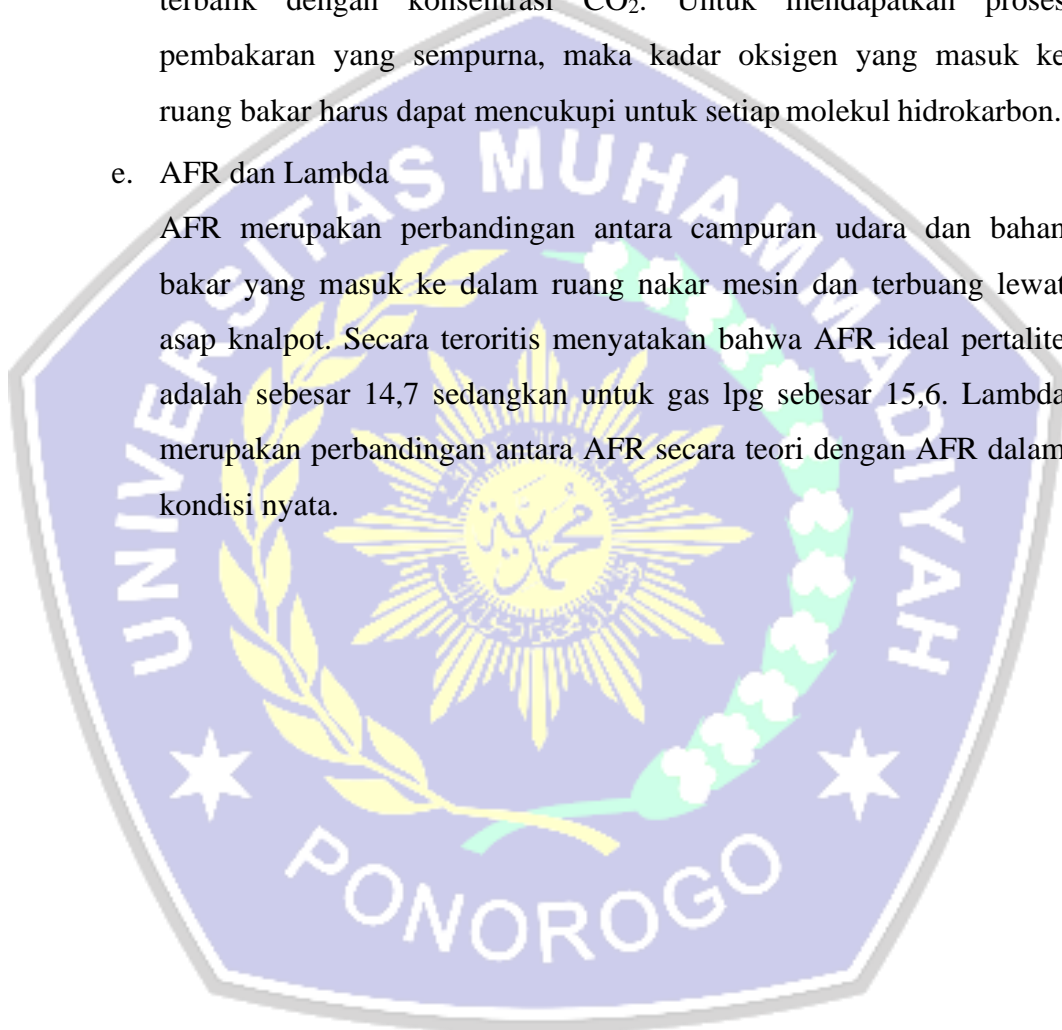 terbalik dengan konsentrasi CO₂. Untuk mendapatkan proses
pembakaran yang sempurna, maka kadar oksigen yang masuk ke
ruang bakar harus dapat mencukupi untuk setiap molekul hidrokarbon.
e. AFR dan Lambda
AFR merupakan perbandingan antara campuran udara dan bahan
bakar yang masuk ke dalam ruang nakar mesin dan terbuang lewat
asap knalpot. Secara teroritis menyatakan bahwa AFR ideal pertalite
adalah sebesar 14,7 sedangkan untuk gas lpg sebesar 15,6. Lambda
merupakan perbandingan antara AFR secara teori dengan AFR dalam
kondisi nyata.
UNIVERSITAS MUHAMMADIYAH
PONOROGO
محمدية